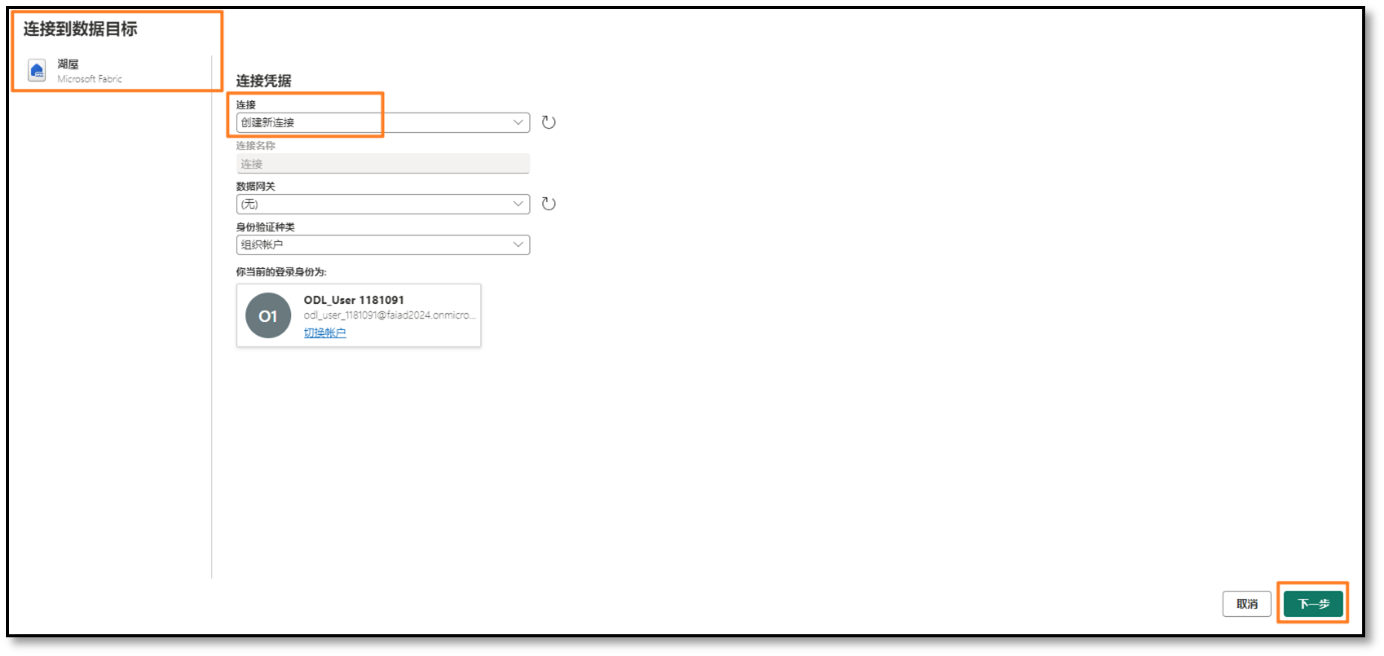 连接到数据目标
湖屋
Microsoft Fabric
连接凭据
连接
创建新连接
连接名称
连接
数据网关
(无)
身份验证种类
组织帐户
你当前的登录身份为:
O1
ODL_User 1181091
odl_user_1181091@faiad2024.onmicro...
切换帐户
取消
下一步